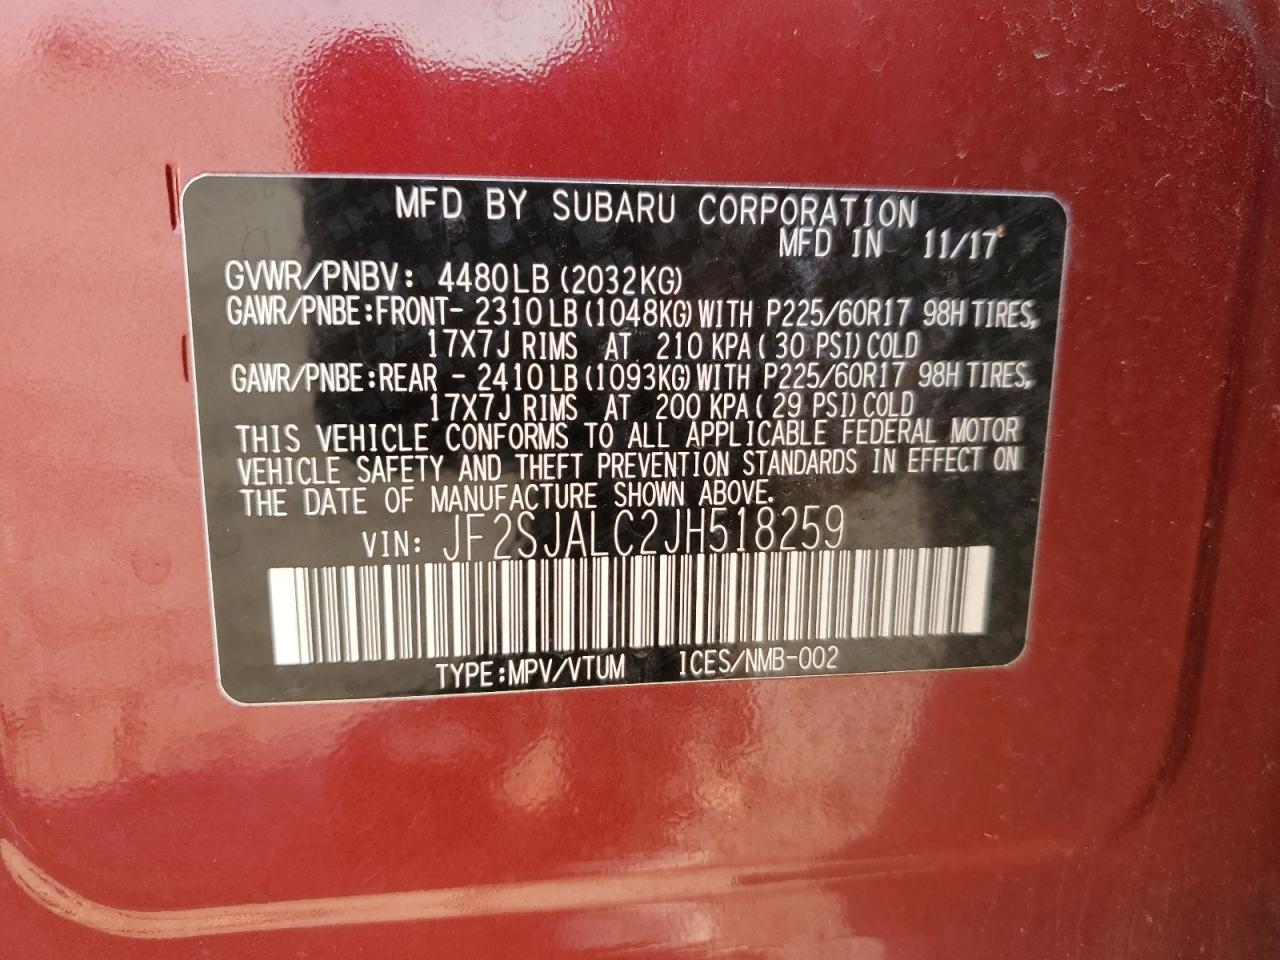 MFD BY SUBARU CORPORATION
MFD IN 11/17
GVWR/PNBV: 4480LB (2032KG)
GAWR/PNBE:FRONT- 2310LB (1048KG) WITH P225/60R17 98H TIRES,
17X7J RIMS AT 210 KPA ( 30 PSI) COLD
GAWR/PNBE:REAR - 2410LB (1093KG) WITH P225/60R17 98H TIRES,
17X7J RIMS AT 200 KPA ( 29 PSI) COLD
THIS VEHICLE CONFORMS TO ALL APPLICABLE FEDERAL MOTOR
VEHICLE SAFETY AND THEFT PREVENTION STANDARDS IN EFFECT ON
THE DATE OF MANUFACTURE SHOWN ABOVE.
VIN: JF2SJALC2JH518259
TYPE:MPV/VTUM ICES/NMB-002